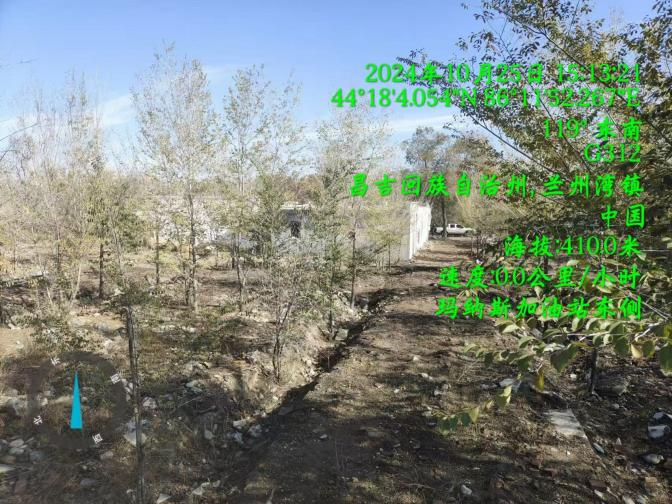 2024年10月25日 15:13:21
44°18'4.054"N 86°11'52.267"E
119° 东南
G312
昌吉回族自治州, 兰州湾镇
中国
海拔:410.0米
速度:0.0公里/小时
玛纳斯加油站东侧